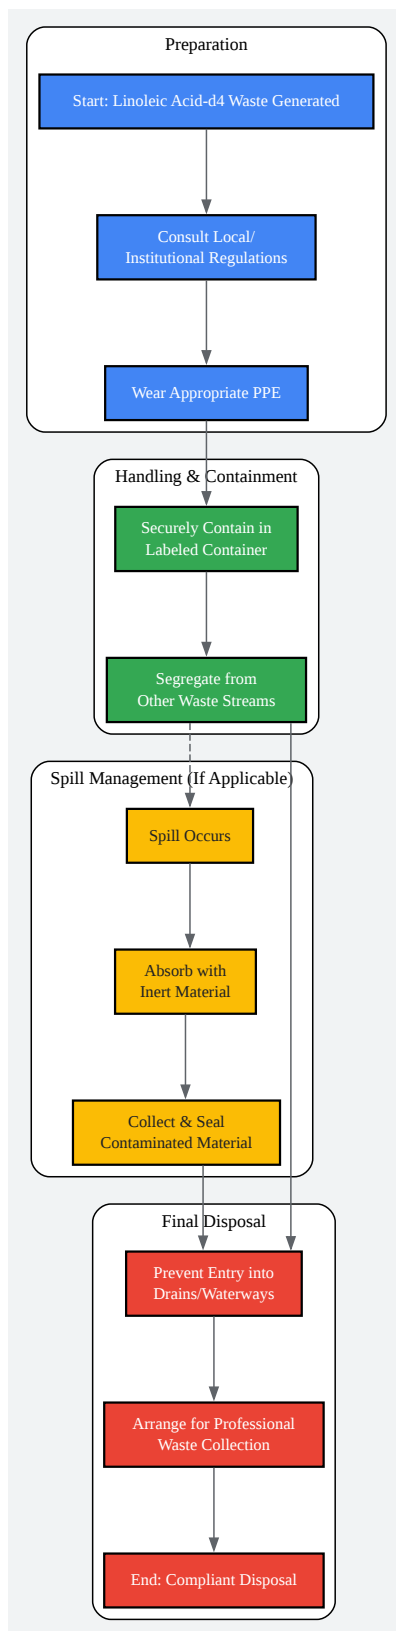 Preparation
Start: Linoleic Acid-d4 Waste Generated
Consult Local/
Institutional Regulations
Wear Appropriate PPE
Handling & Containment
Securely Contain in
Labeled Container
Segregate from
Other Waste Streams
Spill Management (If Applicable)
Spill Occurs
Absorb with
Inert Material
Collect & Seal
Contaminated Material
Final Disposal
Prevent Entry into
Drains/Waterways
Arrange for Professional
Waste Collection
End: Compliant Disposal